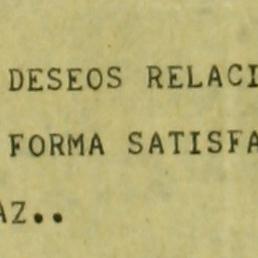 DESEOS RELACI
FORMA SATISFA
AZ..